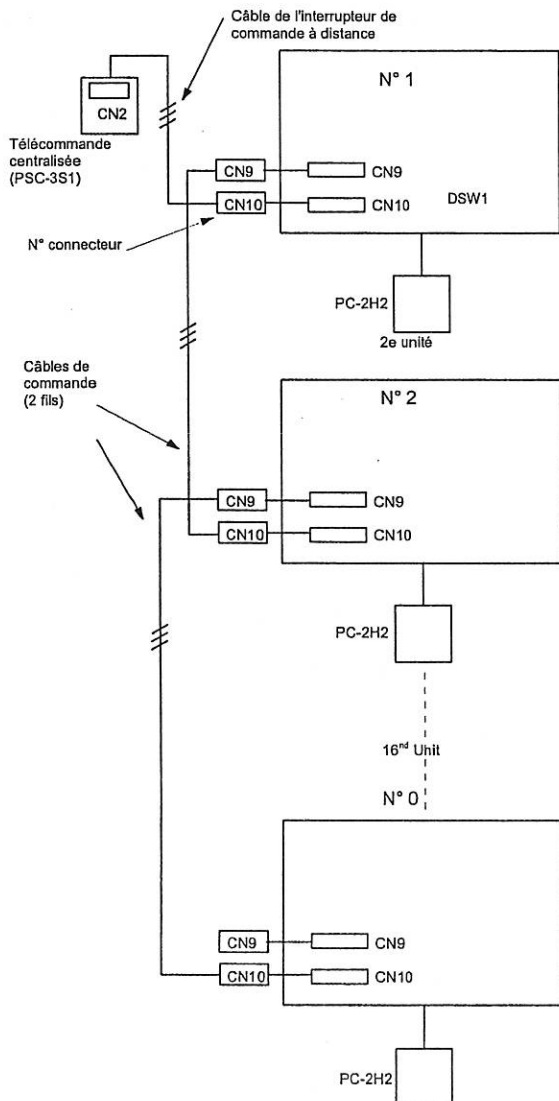 Câble de l'interrupteur de
commande à distance
N° 1
CN2
Télécommande
centralisée
(PSC-3S1)
CN9
CN9
CN10
CN10
DSW1
N° connecteur
PC-2H2
2e unité
Câbles de
commande
(2 fils)
N° 2
CN9
CN9
CN10
CN10
PC-2H2
16nd Unit
N° 0
CN9
CN9
CN10
CN10
PC-2H2